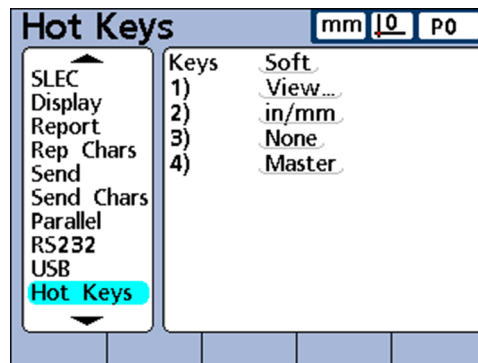 Hot Keys
mm
0
P0
SLEC
Display
Report
Rep Chars
Send
Send Chars
Parallel
RS232
USB
Hot Keys
Keys Soft
1) View...
2) in/mm
3) None
4) Master